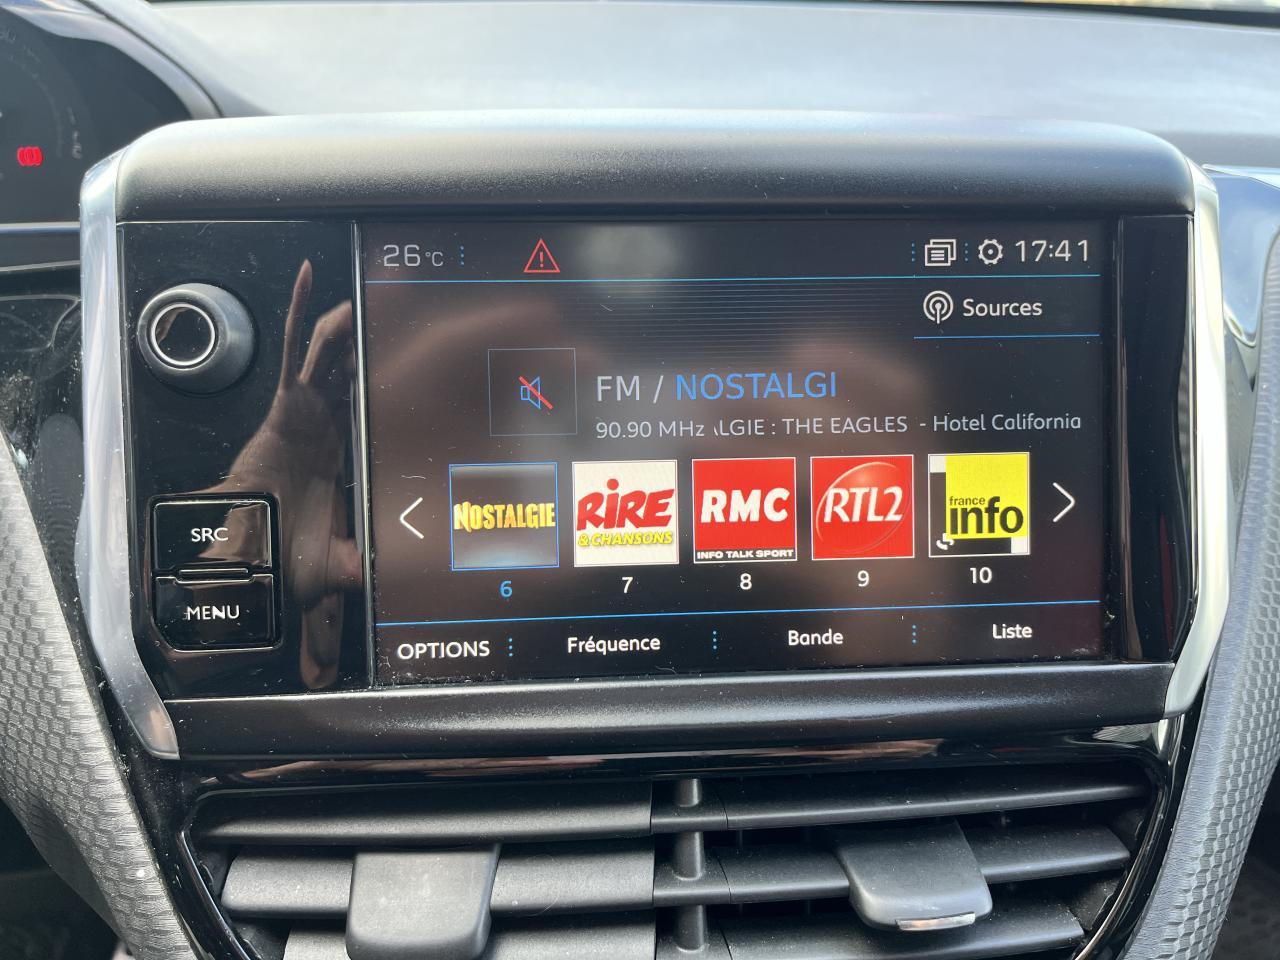 26°C
17:41
Sources
FM / NOSTALGI
90.90 MHz LGIE : THE EAGLES - Hotel California
NOSTALGIE
RIRE
& CHANSONS
RMC
INFO TALK SPORT
RTL2
france
info
6 7 8 9 10
SRC
MENU
OPTIONS Fréquence Bande Liste